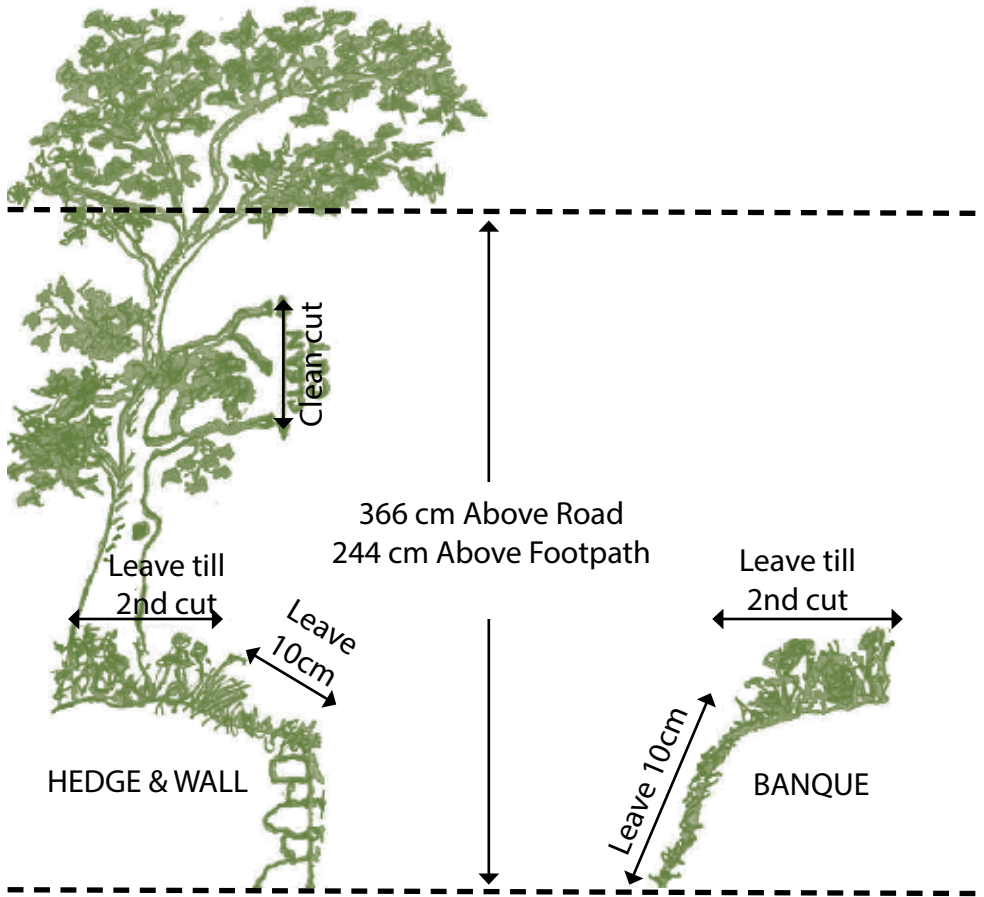 Clean cut
366 cm Above Road
244 cm Above Footpath
Leave till
2nd cut
Leave
10cm
Leave till
2nd cut
Leave 10cm
HEDGE & WALL
BANQUE